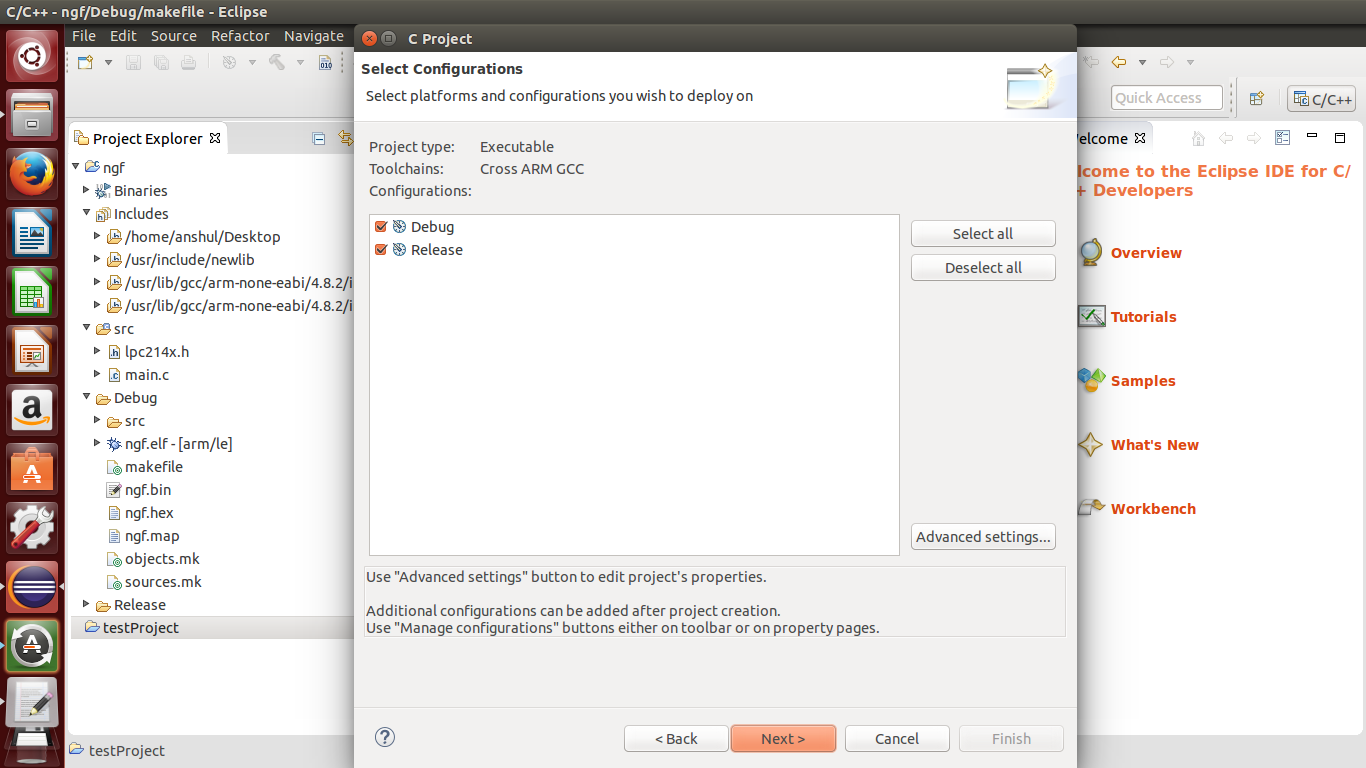 C/C++ - ngf/Debug/makefile - Eclipse
File Edit Source Refactor Navigate
C Project
Select Configurations
Select platforms and configurations you wish to deploy on
Quick Access
C/C++
Project Explorer
ngf
Binaries
Includes
/home/anshul/Desktop
/usr/include/newlib
/usr/lib/gcc/arm-none-eabi/4.8.2/i
/usr/lib/gcc/arm-none-eabi/4.8.2/i
src
lpc214x.h
main.c
Debug
src
ngf.elf - [arm/le]
makefile
ngf.bin
ngf.hex
ngf.map
objects.mk
sources.mk
Release
testProject
testProject
Project type: Executable
Toolchains: Cross ARM GCC
Configurations:
Debug
Release
Select all
Deselect all
Advanced settings...
Use "Advanced settings" button to edit project's properties.
Additional configurations can be added after project creation.
Use "Manage configurations" buttons either on toolbar or on property pages.
< Back
Next >
Cancel
Finish
elcome
lcome to the Eclipse IDE for C/
+ Developers
Overview
Tutorials
Samples
What's New
Workbench